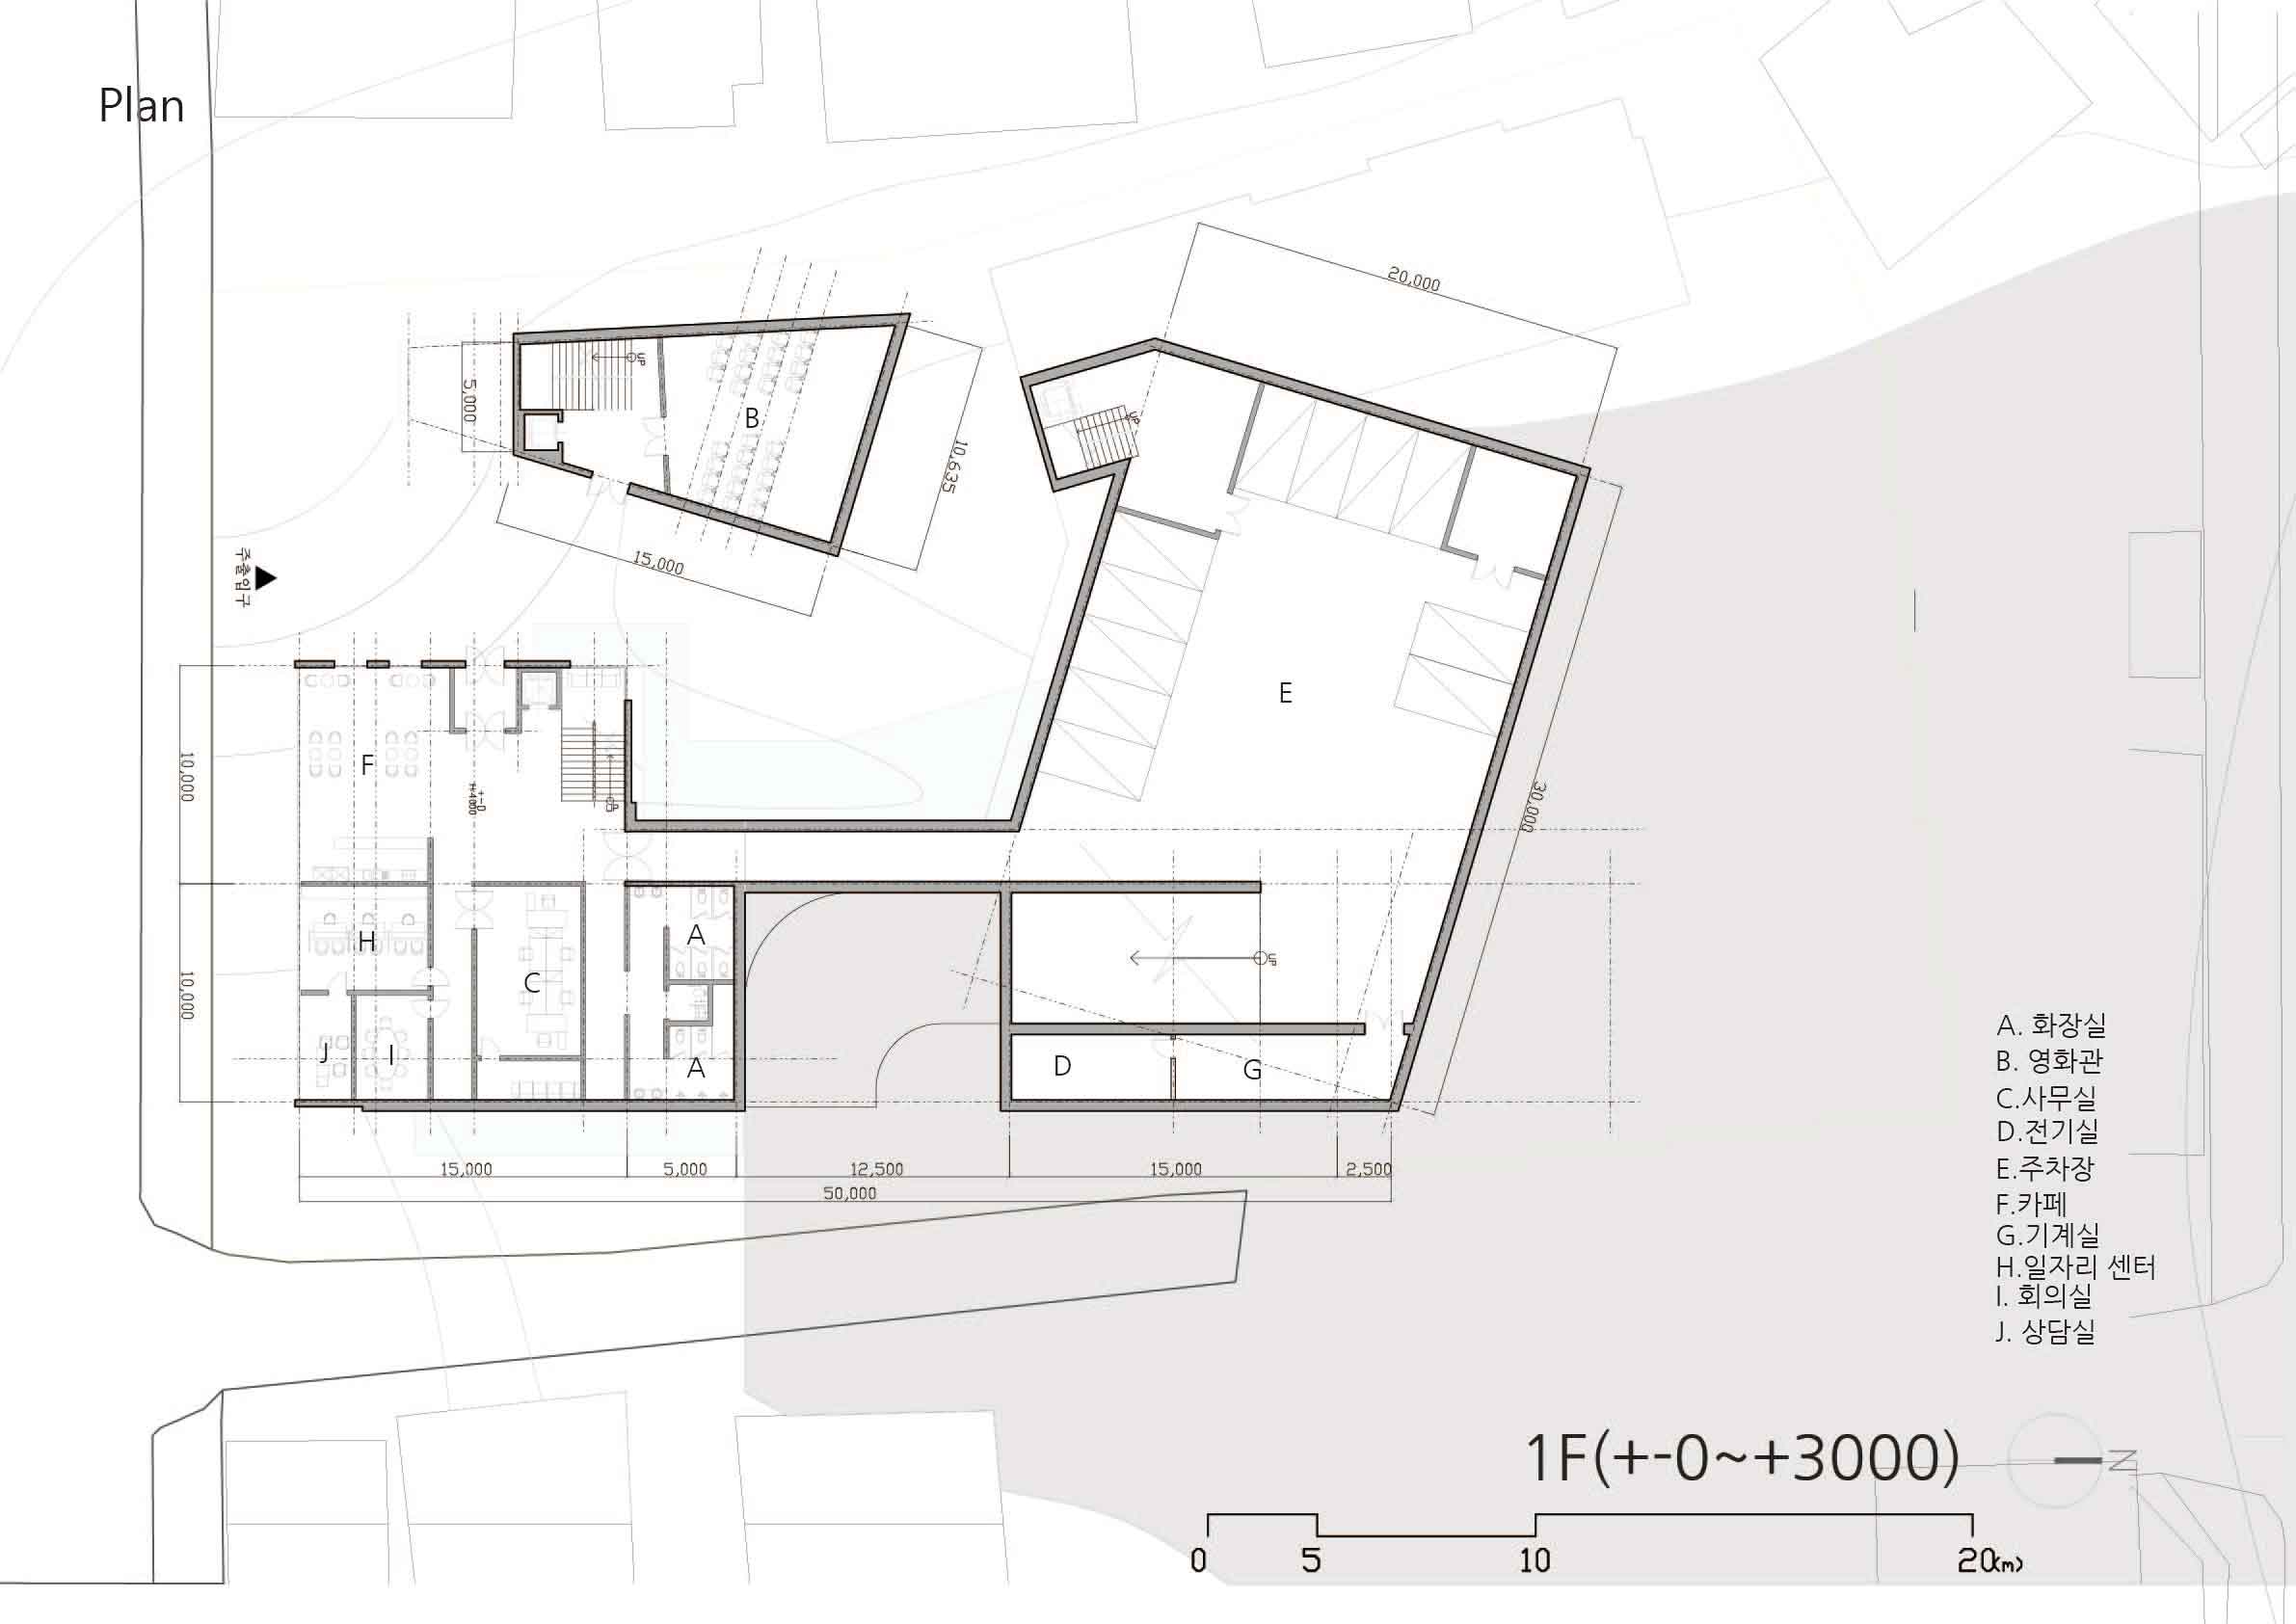 Plan
20,000
UP
5,000
B
UP
10,635
15,000
주출입구
E
F
10,000
30,000
A
UP
H
C
10,000
J
I
A
D
G
15,000
5,000
12,500
15,000
2,500
50,000
A. 화장실
B. 영화관
C.사무실
D.전기실
E.주차장
F.카페
G.기계실
H.일자리 센터
I. 회의실
J. 상담실
1F(+-0~+3000)
N
0 5 10 20(m)